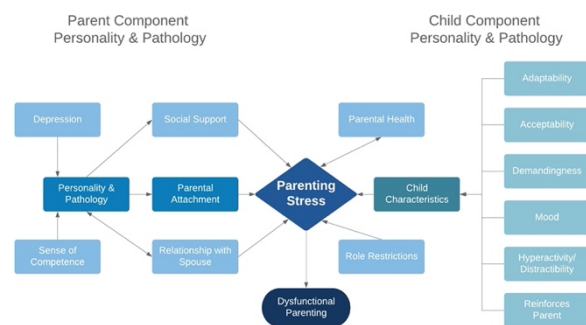 Parent Component
Personality & Pathology
Child Component
Personality & Pathology
Depression
Social Support
Parental Health
Adaptability
Acceptability
Personality &
Pathology
Parental
Attachment
Parenting
Stress
Child
Characteristics
Demandingness
Mood
Sense of
Competence
Relationship with
Spouse
Role Restrictions
Hyperactivity/
Distractibility
Dysfunctional
Parenting
Reinforces
Parent